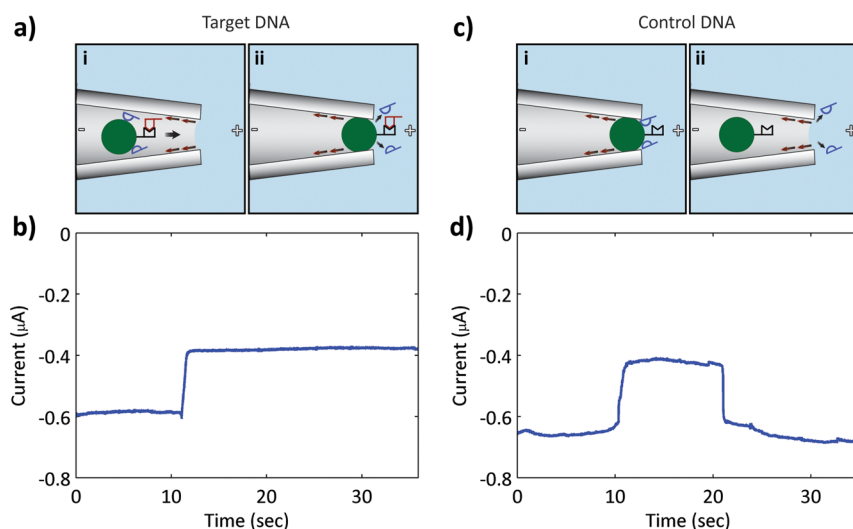 a) Target DNA
i
ii
- +
- +
b)
0
-0.2
-0.4
-0.6
-0.8
Current (μA)
0 10 20 30
Time (sec)
c) Control DNA
i
ii
- +
- +
d)
0
-0.2
-0.4
-0.6
-0.8
Current (μA)
0 10 20 30
Time (sec)